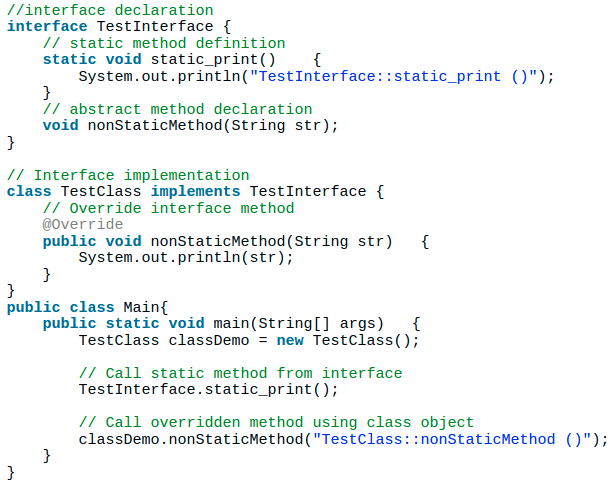 //interface declaration
interface TestInterface {
    // static method definition
    static void static_print()    {
        System.out.println("TestInterface::static_print ()");
    }
    // abstract method declaration
    void nonStaticMethod(String str);
}

// Interface implementation
class TestClass implements TestInterface {
    // Override interface method
    @Override
    public void nonStaticMethod(String str)   {
        System.out.println(str);
    }
}
public class Main{
    public static void main(String[] args)   {
        TestClass classDemo = new TestClass();

        // Call static method from interface
        TestInterface.static_print();

        // Call overridden method using class object
        classDemo.nonStaticMethod("TestClass::nonStaticMethod ()");
    }
}